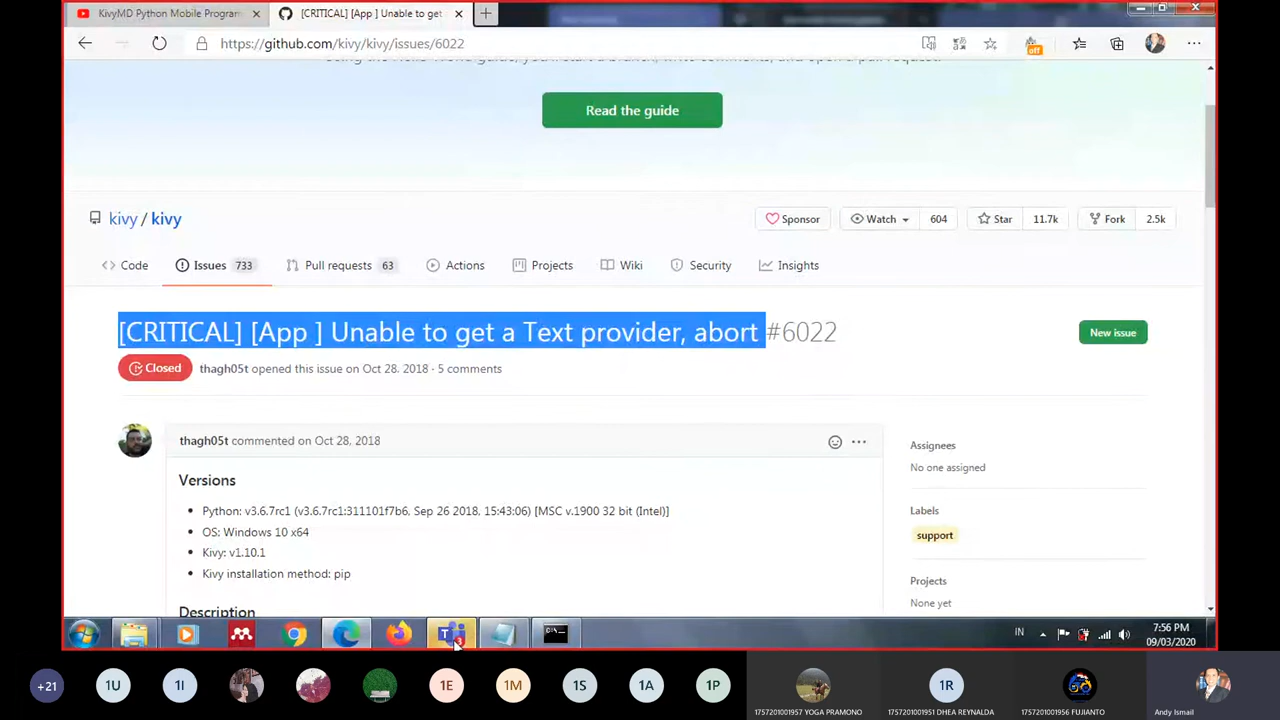 KivyMD Python Mobile Program
[CRITICAL] [App ] Unable to get
https://github.com/kivy/kivy/issues/6022
off
Read the guide
kivy / kivy
Sponsor
Watch
604
Star
11.7k
Fork
2.5k
Code
Issues
733
Pull requests
63
Actions
Projects
Wiki
Security
Insights
[CRITICAL] [App ] Unable to get a Text provider, abort #6022
New issue
Closed
thagh05t opened this issue on Oct 28, 2018 · 5 comments
thagh05t commented on Oct 28, 2018
Versions
Python: v3.6.7rc1 (v3.6.7rc1:311101f7b6, Sep 26 2018, 15:43:06) [MSC v.1900 32 bit (Intel)]
OS: Windows 10 x64
Kivy: v1.10.1
Kivy installation method: pip
Description
Assignees
No one assigned
Labels
support
Projects
None yet
IN
7:56 PM
09/03/2020
+21
1U
1I
1E
1M
1S
1A
1P
1R
1757201001957 YOGA PRAMONO
1757201001951 DHEA REYNALDA
1757201001956 FUJIANTO
Andy Ismail